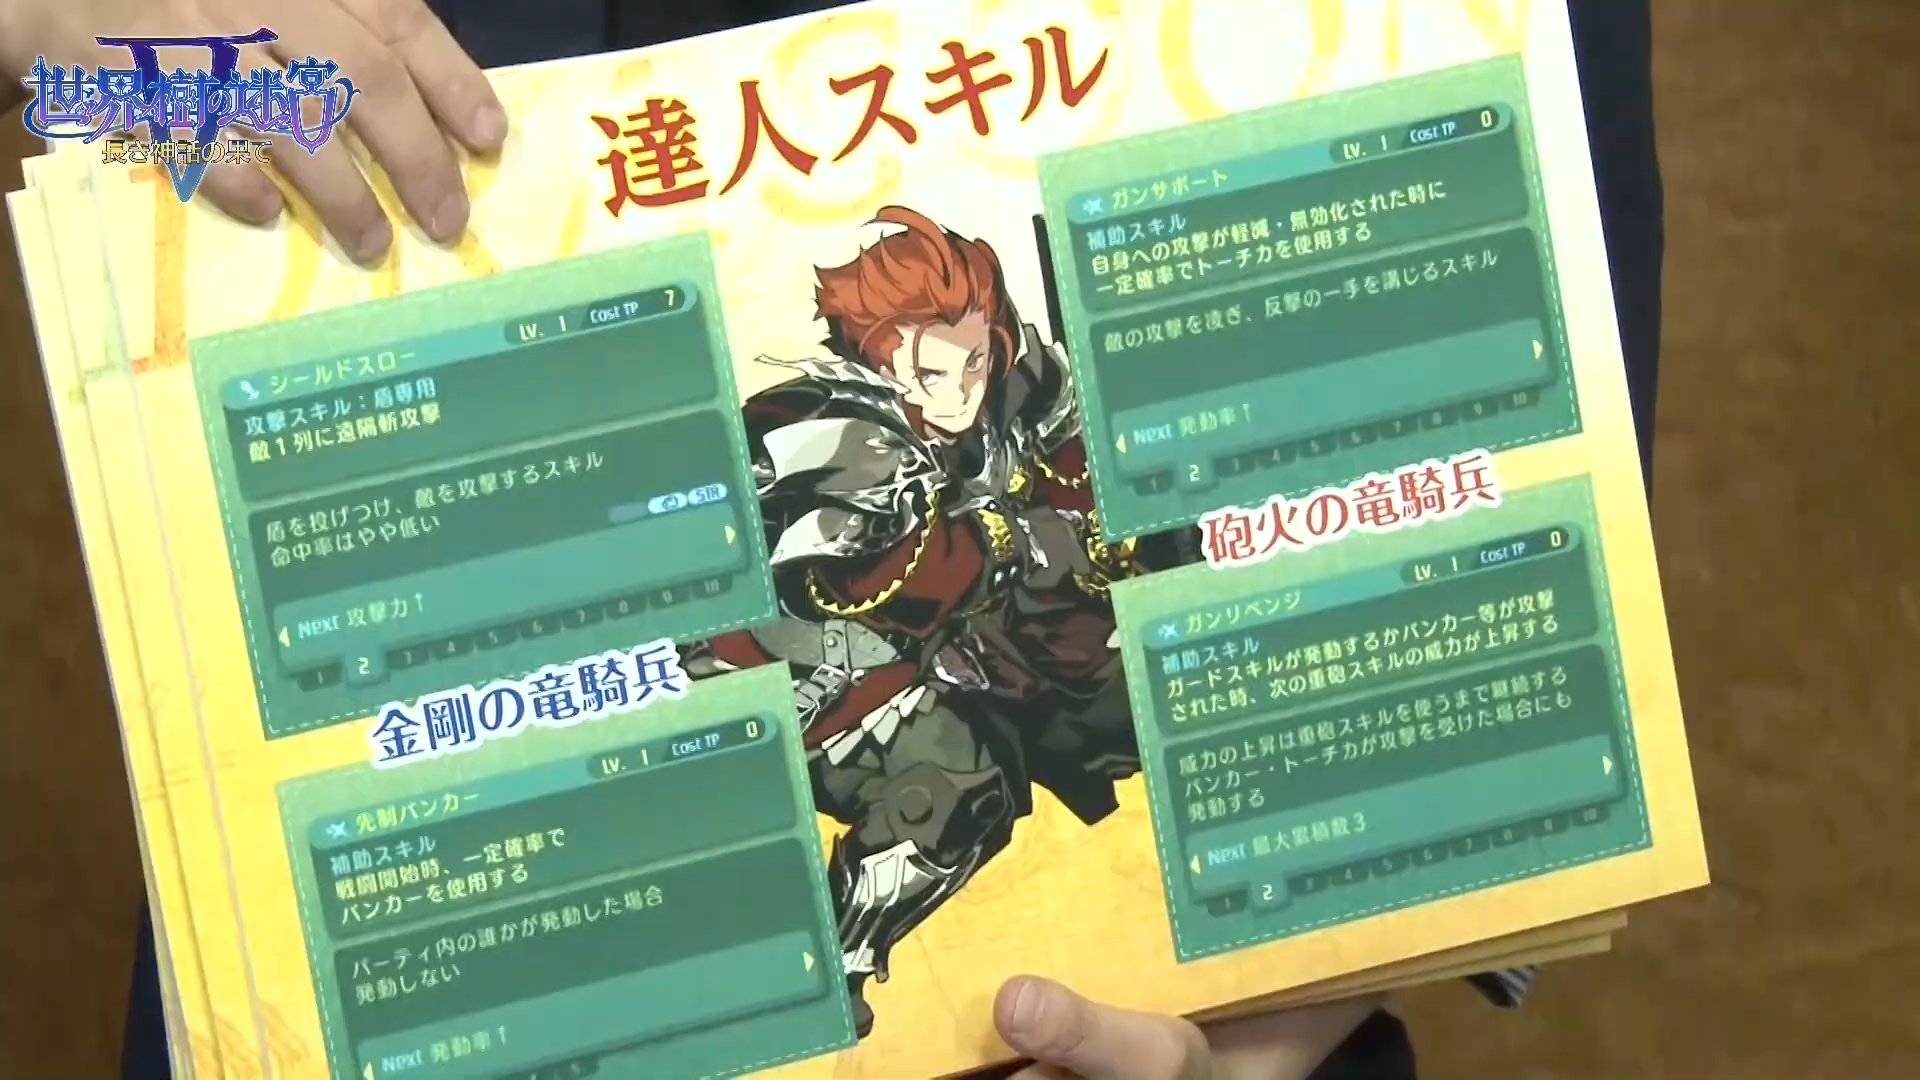 世界樹の迷宮
V
長き神話の果て
達人スキル
Lv. 1 Cost TP 7
シールドスロー
攻撃スキル：盾専用
敵1列に遠隔斬攻撃
盾を投げつけ、敵を攻撃するスキル
命中率はやや低い
STR
Next 攻撃力↑
1 2 3 4 5 6 7 8 9 10
金剛の竜騎兵
Lv. 1 Cost TP 0
先制バンカー
補助スキル
戦闘開始時、一定確率で
バンカーを使用する
パーティ内の誰かが発動した場合
発動しない
Next 発動率↑
4 5
Lv. 1 Cost TP 0
ガンサポート
補助スキル
自身への攻撃が軽減・無効化された時に
一定確率でトーチカを使用する
敵の攻撃を凌ぎ、反撃の一手を講じるスキル
Next 発動率↑
1 2 3 4 5 6 7 8 9 10
砲火の竜騎兵
Lv. 1 Cost TP 0
ガンリベンジ
補助スキル
ガードスキルが発動するかバンカー等が攻撃
された時、次の重砲スキルの威力が上昇する
威力の上昇は重砲スキルを使うまで継続する
バンカー・トーチカが攻撃を受けた場合にも
発動する
Next 最大累積数3
1 2 3 4 5 6 7 8 9 10